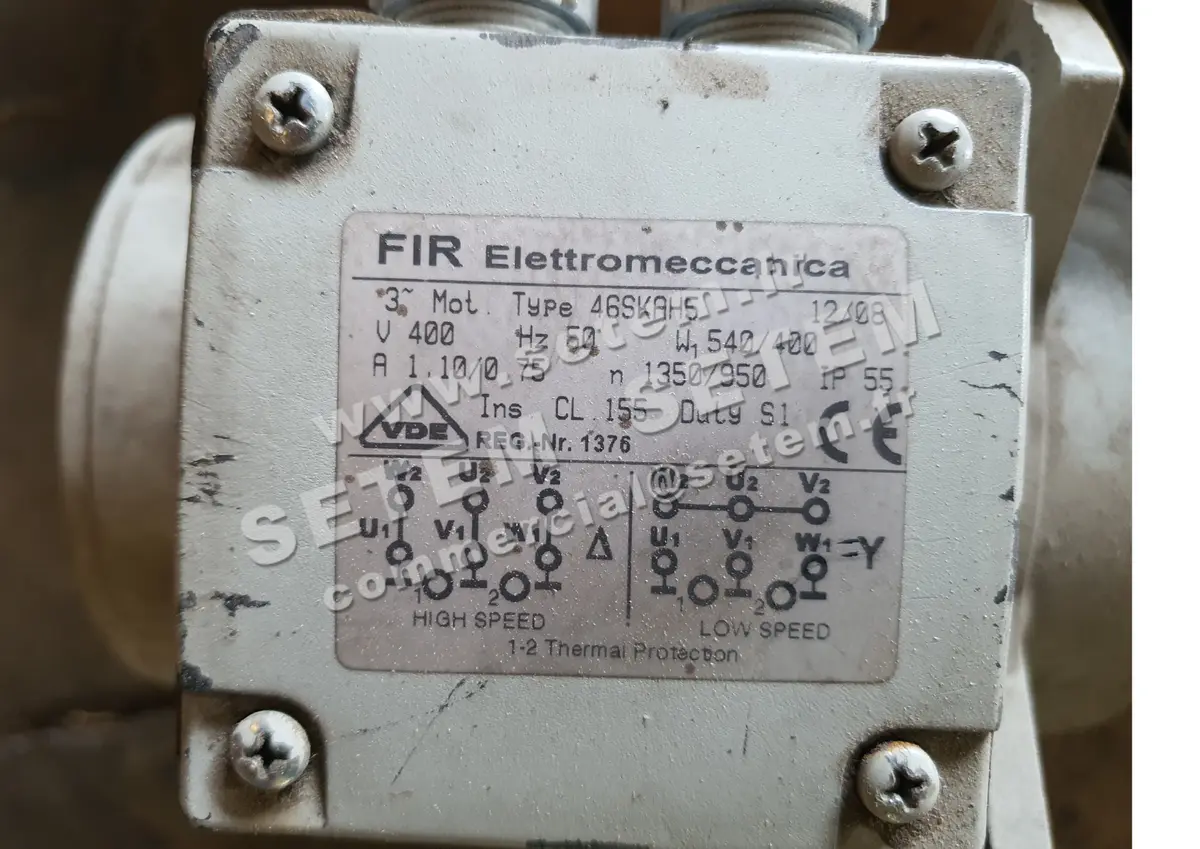 FIR Elettromeccanica
3~ Mot. Type 46SKAH5 12/08
V 400 Hz 50 W1 540/400
A 1.10/0.75 n 1350/950 IP 55
Ins CL.155 Duty S1
VDE REG.-Nr. 1376 CE
W2 U2 V2 W2 U2 V2
U1 V1 W1 Δ U1 V1 W1 =Y
1 2 1 2
HIGH SPEED LOW SPEED
1-2 Thermal Protection
www.setem.fr
SETEM SETEM SETEM
commercial@setem.fr